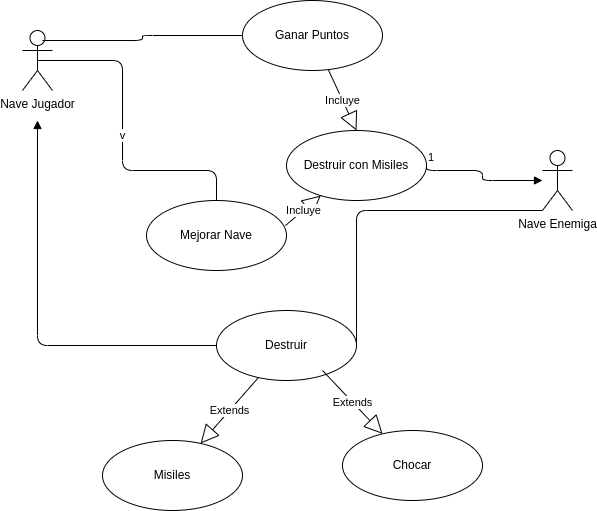 Ganar Puntos
Nave Jugador
Incluye
v
Destruir con Misiles
1
Incluye
Nave Enemiga
Mejorar Nave
Destruir
Extends
Extends
Misiles
Chocar